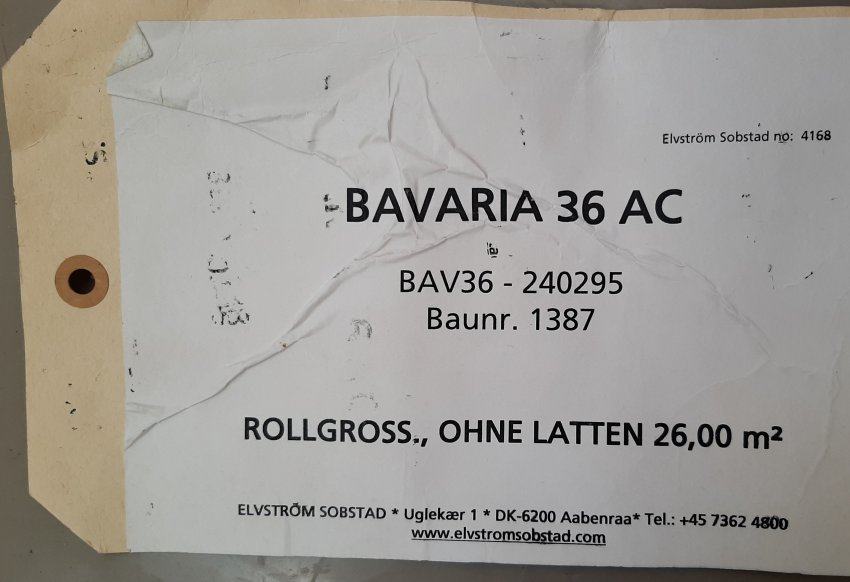 Elvström Sobstad no: 4168
BAVARIA 36 AC
BAV36 - 240295
Baunr. 1387
ROLLGROSS., OHNE LATTEN 26,00 m²
ELVSTRÖM SOBSTAD * Uglekær 1 * DK-6200 Aabenraa* Tel.: +45 7362 4800
www.elvstromsobstad.com